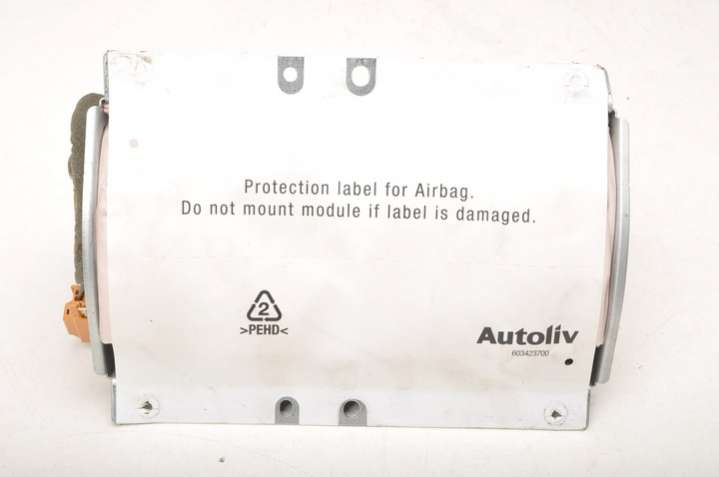 Protection label for Airbag.
Do not mount module if label is damaged.
2
>PEHD<
Autoliv
603423700